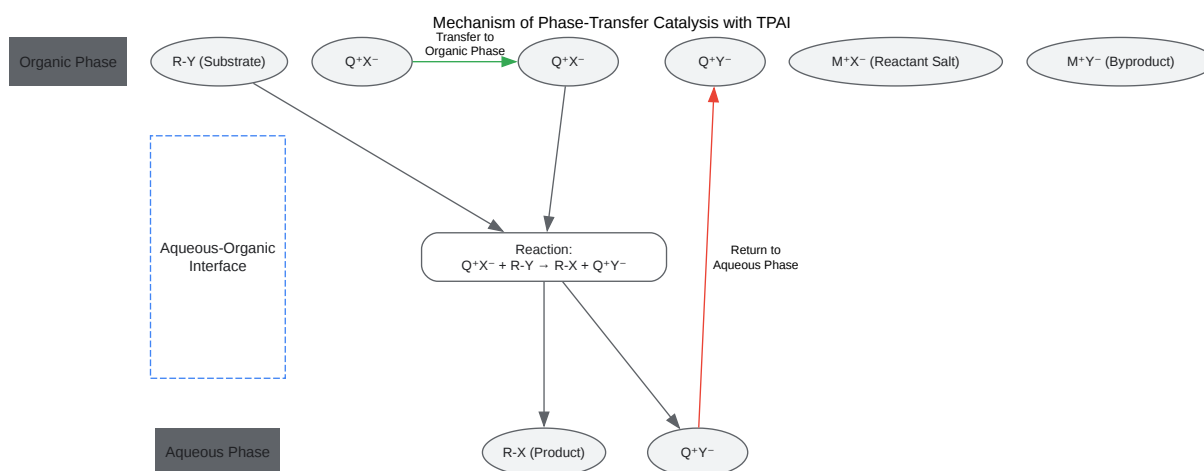 Mechanism of Phase-Transfer Catalysis with TPAI
Transfer to
Organic Phase
Organic Phase
R-Y (Substrate)
Q⁺X⁻
Q⁺X⁻
Q⁺Y⁻
M⁺X⁻ (Reactant Salt)
M⁺Y⁻ (Byproduct)
Aqueous-Organic
Interface
Reaction:
Q⁺X⁻ + R-Y → R-X + Q⁺Y⁻
Return to
Aqueous Phase
Aqueous Phase
R-X (Product)
Q⁺Y⁻